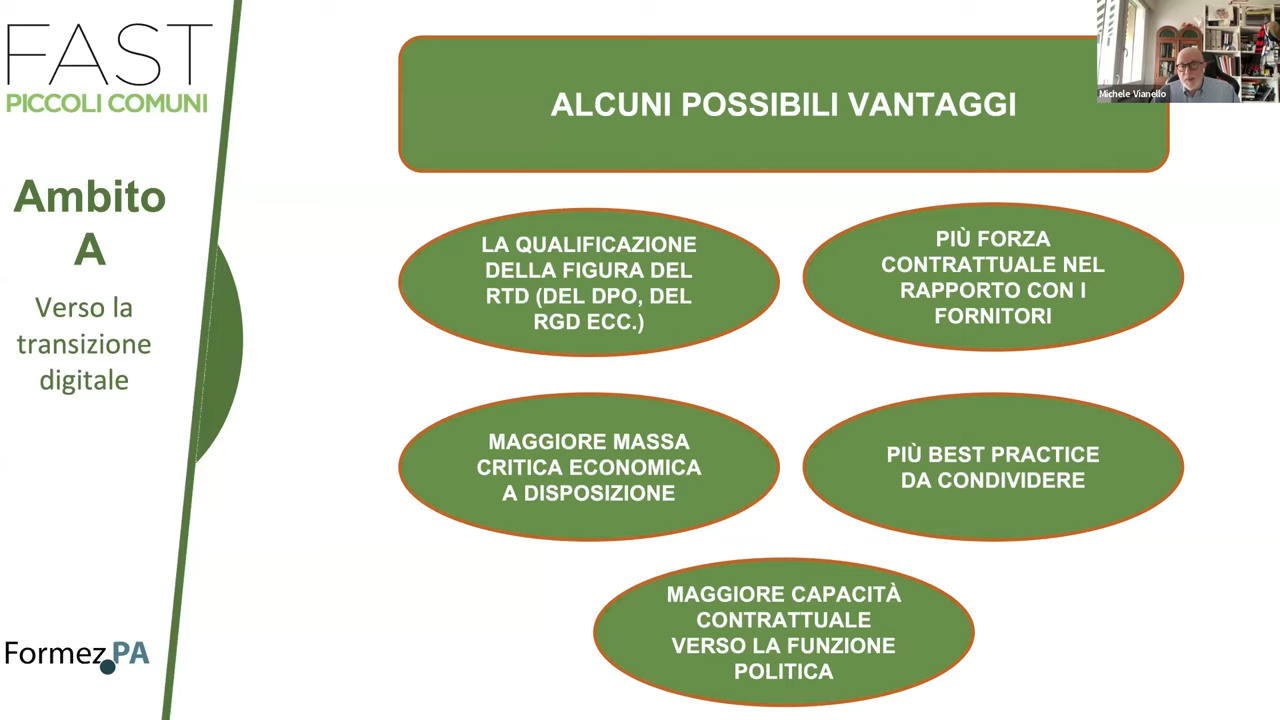 FAST
PICCOLI COMUNI
Ambito
A
Verso la
transizione
digitale
Formez.PA
ALCUNI POSSIBILI VANTAGGI
Michele Vianello
LA QUALIFICAZIONE
DELLA FIGURA DEL
RTD (DEL DPO, DEL
RGD ECC.)
PIÙ FORZA
CONTRATTUALE NEL
RAPPORTO CON I
FORNITORI
MAGGIORE MASSA
CRITICA ECONOMICA
A DISPOSIZIONE
PIÙ BEST PRACTICE
DA CONDIVIDERE
MAGGIORE CAPACITÀ
CONTRATTUALE
VERSO LA FUNZIONE
POLITICA